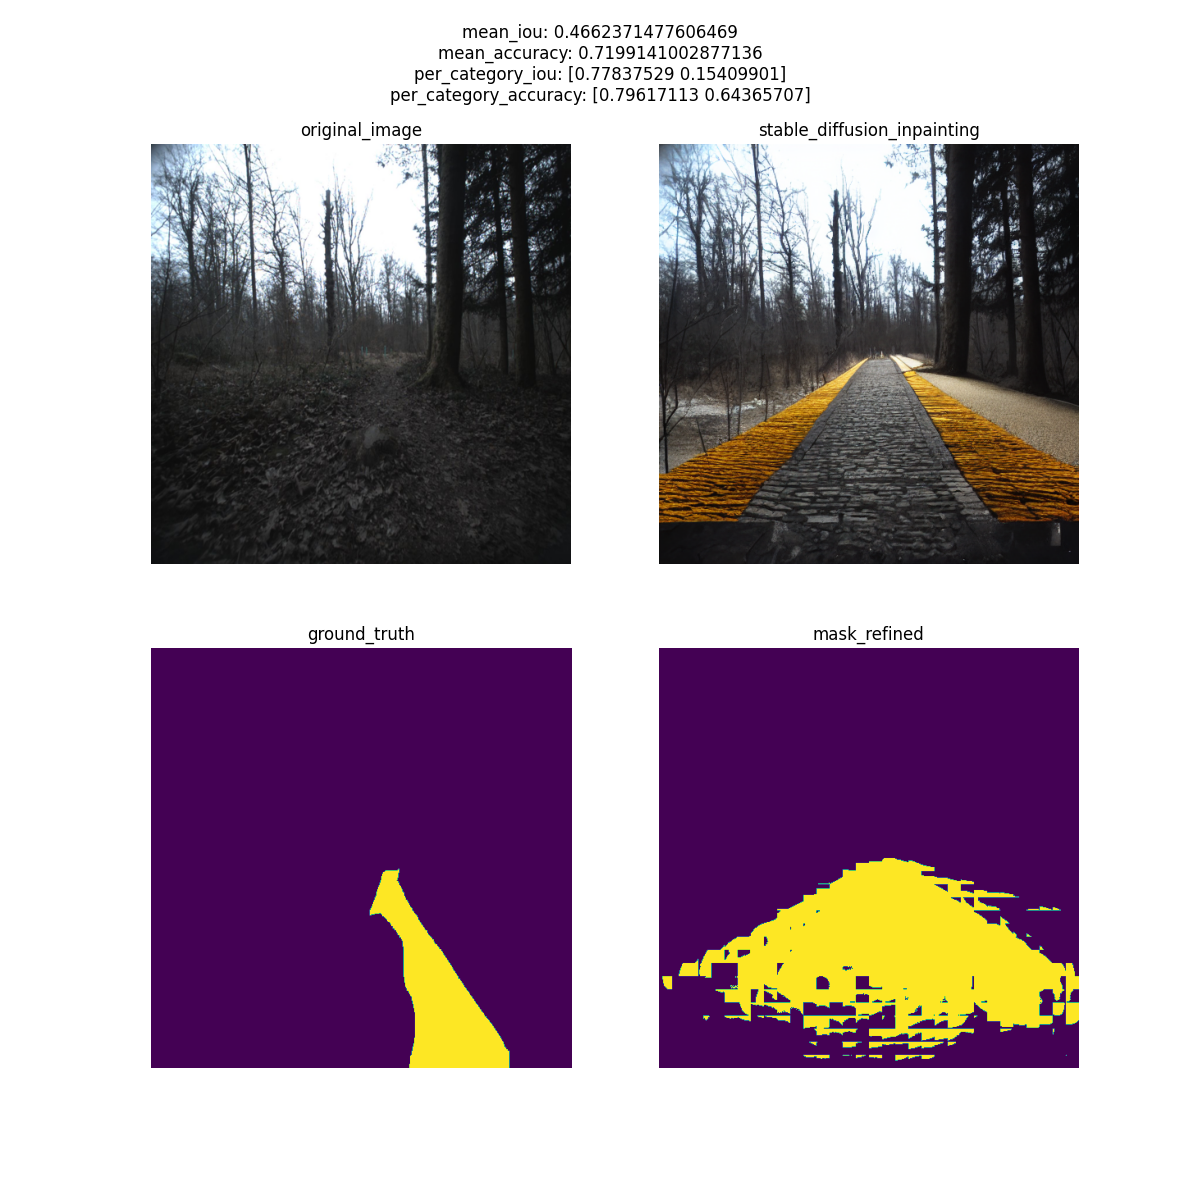 mean_iou: 0.4662371477606469
mean_accuracy: 0.7199141002877136
per_category_iou: [0.77837529 0.15409901]
per_category_accuracy: [0.79617113 0.64365707]
original_image
stable_diffusion_inpainting
ground_truth
mask_refined